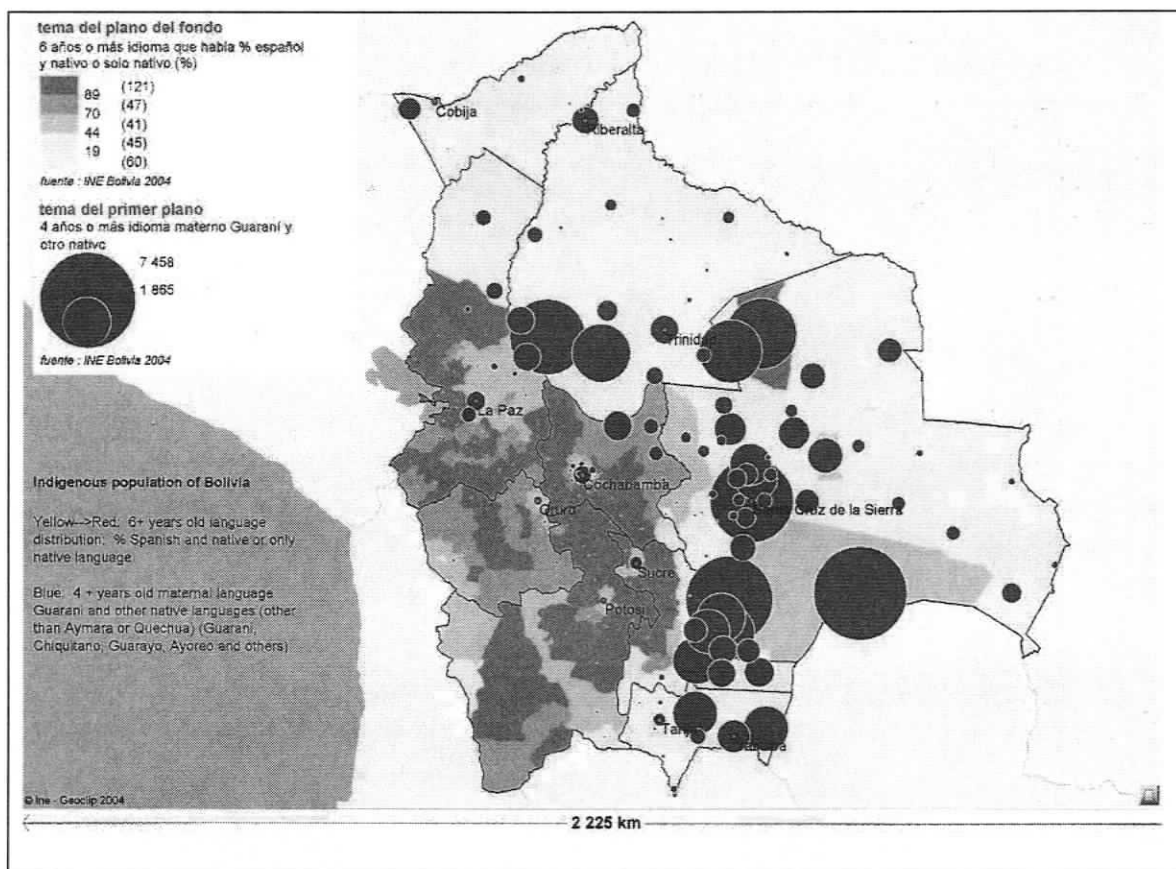 tema del plano del fondo
6 años o más idioma que habla % español
y nativo o solo nativo (%)
89 (121)
70 (47)
44 (41)
19 (45)
(60)
fuente : INE Bolivia 2004
tema del primer plano
4 años o más idioma materno Guaraní y
otro nativo
7 458
1 865
fuente : INE Bolivia 2004
Cobija
Riberalta
Trinidad
La Paz
Cochabamba
Oruro
Cruz de la Sierra
Sucre
Potosi
Indigenous population of Bolivia
Yellow-->Red: 6+ years old language
distribution; % Spanish and native or only
native language
Blue: 4 + years old maternal language
Guarani and other native languages (other
than Aymara or Quechua) (Guarani,
Chiquitano, Guarayo, Ayoreo and others)
© Ine - Geoclip 2004
2 225 km